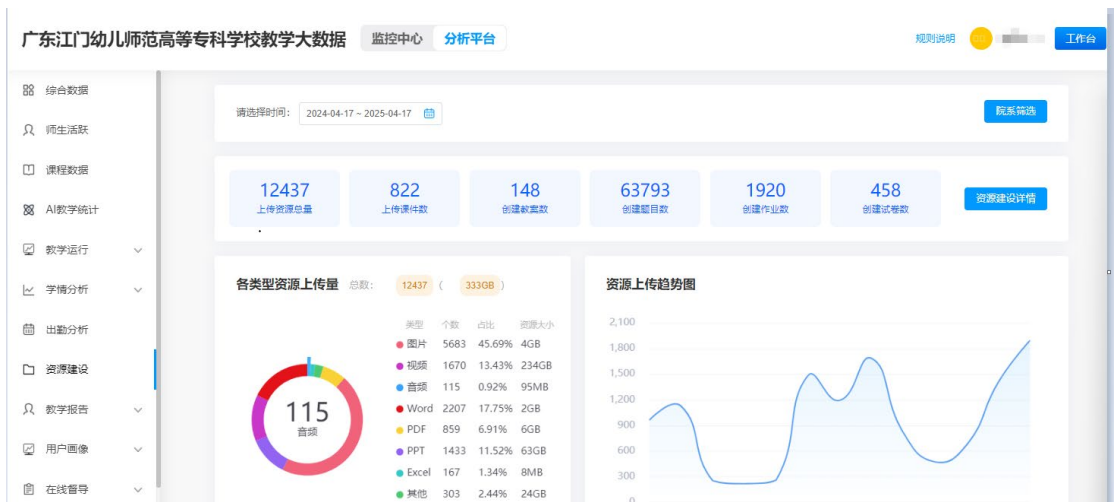 广东江门幼儿师范高等专科学校教学大数据 监控中心 分析平台 规则说明 工作台
综合数据
师生活跃
课程数据
AI教学统计
教学运行
学情分析
出勤分析
资源建设
教学报告
用户画像
在线督导
请选择时间: 2024-04-17 ~ 2025-04-17 院系筛选
12437 822 148 63793 1920 458
上传资源总量 上传课件数 创建教案数 创建题目数 创建作业数 创建试卷数 资源建设详情
各类型资源上传量 总数: 12437 ( 333GB )
类型 个数 占比 资源大小
图片 5683 45.69% 4GB
视频 1670 13.43% 234GB
音频 115 0.92% 95MB
Word 2207 17.75% 2GB
PDF 859 6.91% 6GB
PPT 1433 11.52% 63GB
Excel 167 1.34% 8MB
其他 303 2.44% 24GB
115
音频
资源上传趋势图
2,100
1,800
1,500
1,200
900
600
300
0